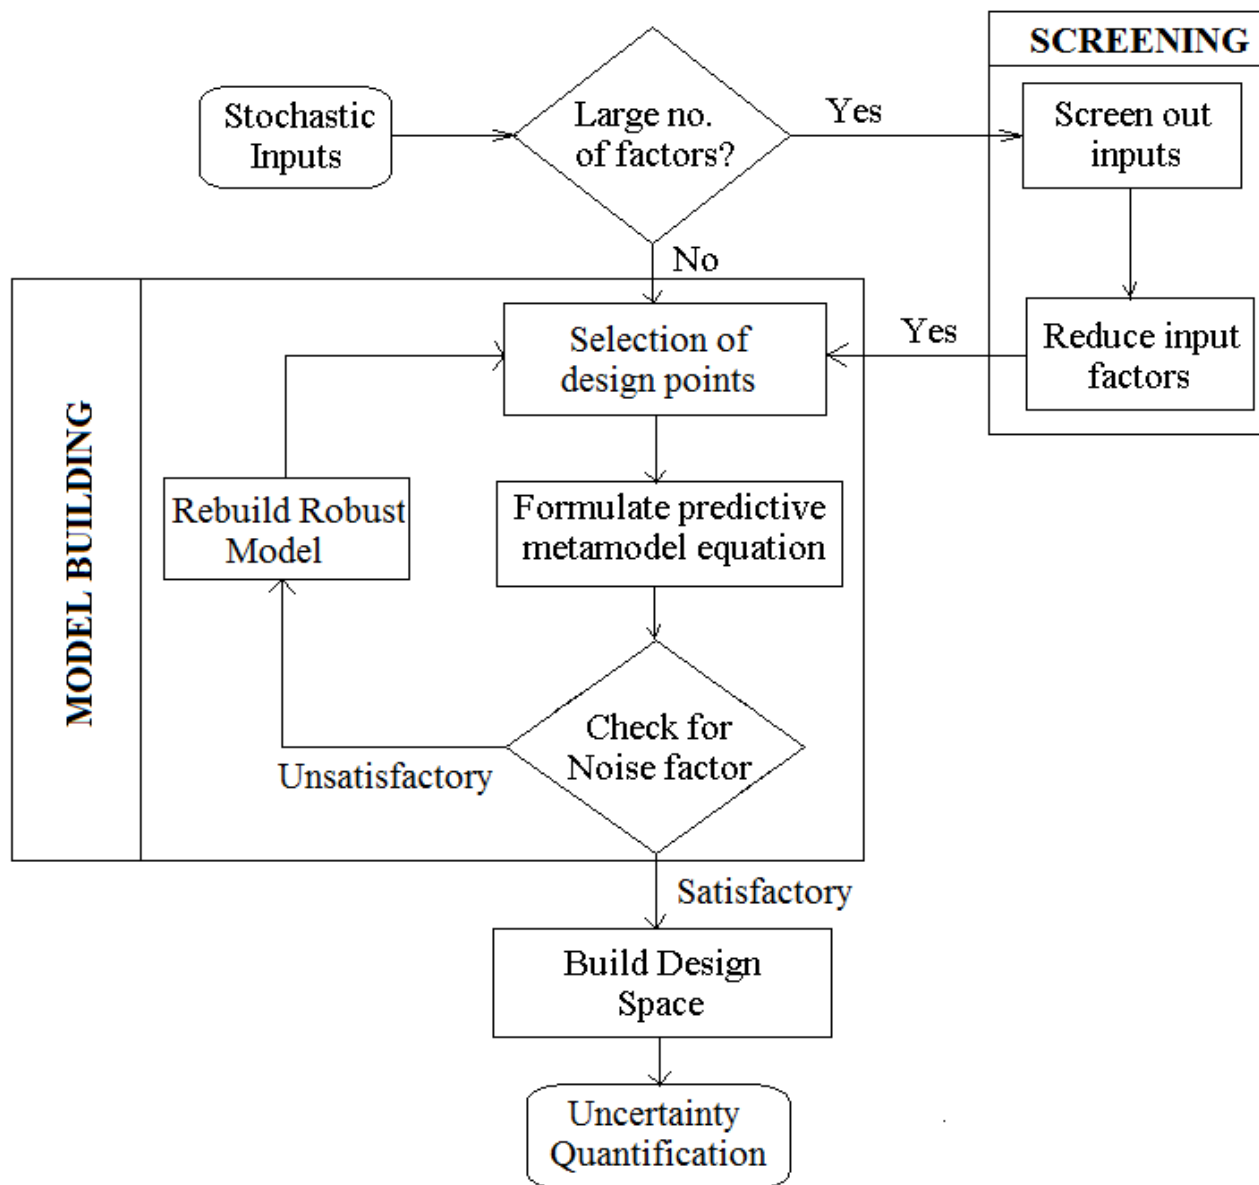 SCREENING
Stochastic
Inputs
Large no.
of factors?
Yes
Screen out
inputs
No
Selection of
design points
Yes
Reduce input
factors
MODEL BUILDING
Rebuild Robust
Model
Formulate predictive
metamodel equation
Check for
Noise factor
Unsatisfactory
Satisfactory
Build Design
Space
Uncertainty
Quantification